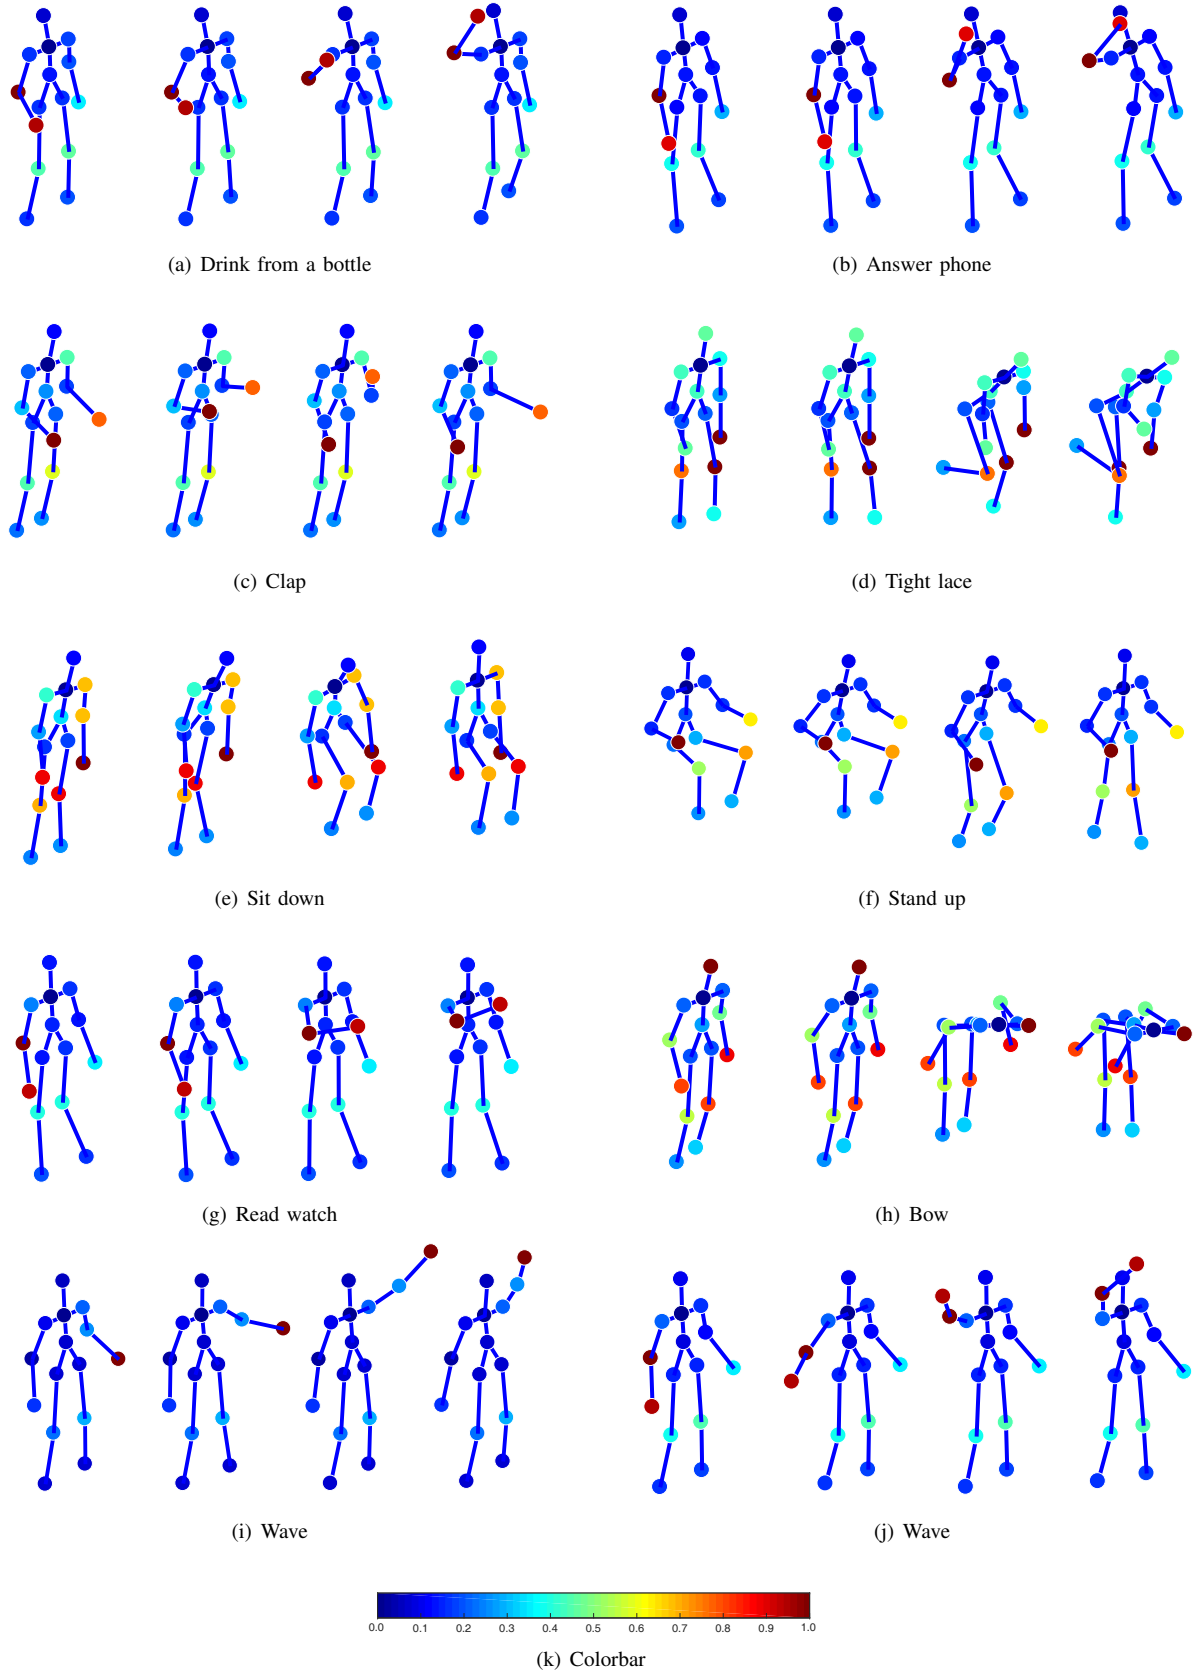 (a) Drink from a bottle
(b) Answer phone
(c) Clap
(d) Tight lace
(e) Sit down
(f) Stand up
(g) Read watch
(h) Bow
(i) Wave
(j) Wave
0.0 0.1 0.2 0.3 0.4 0.5 0.6 0.7 0.8 0.9 1.0
(k) Colorbar